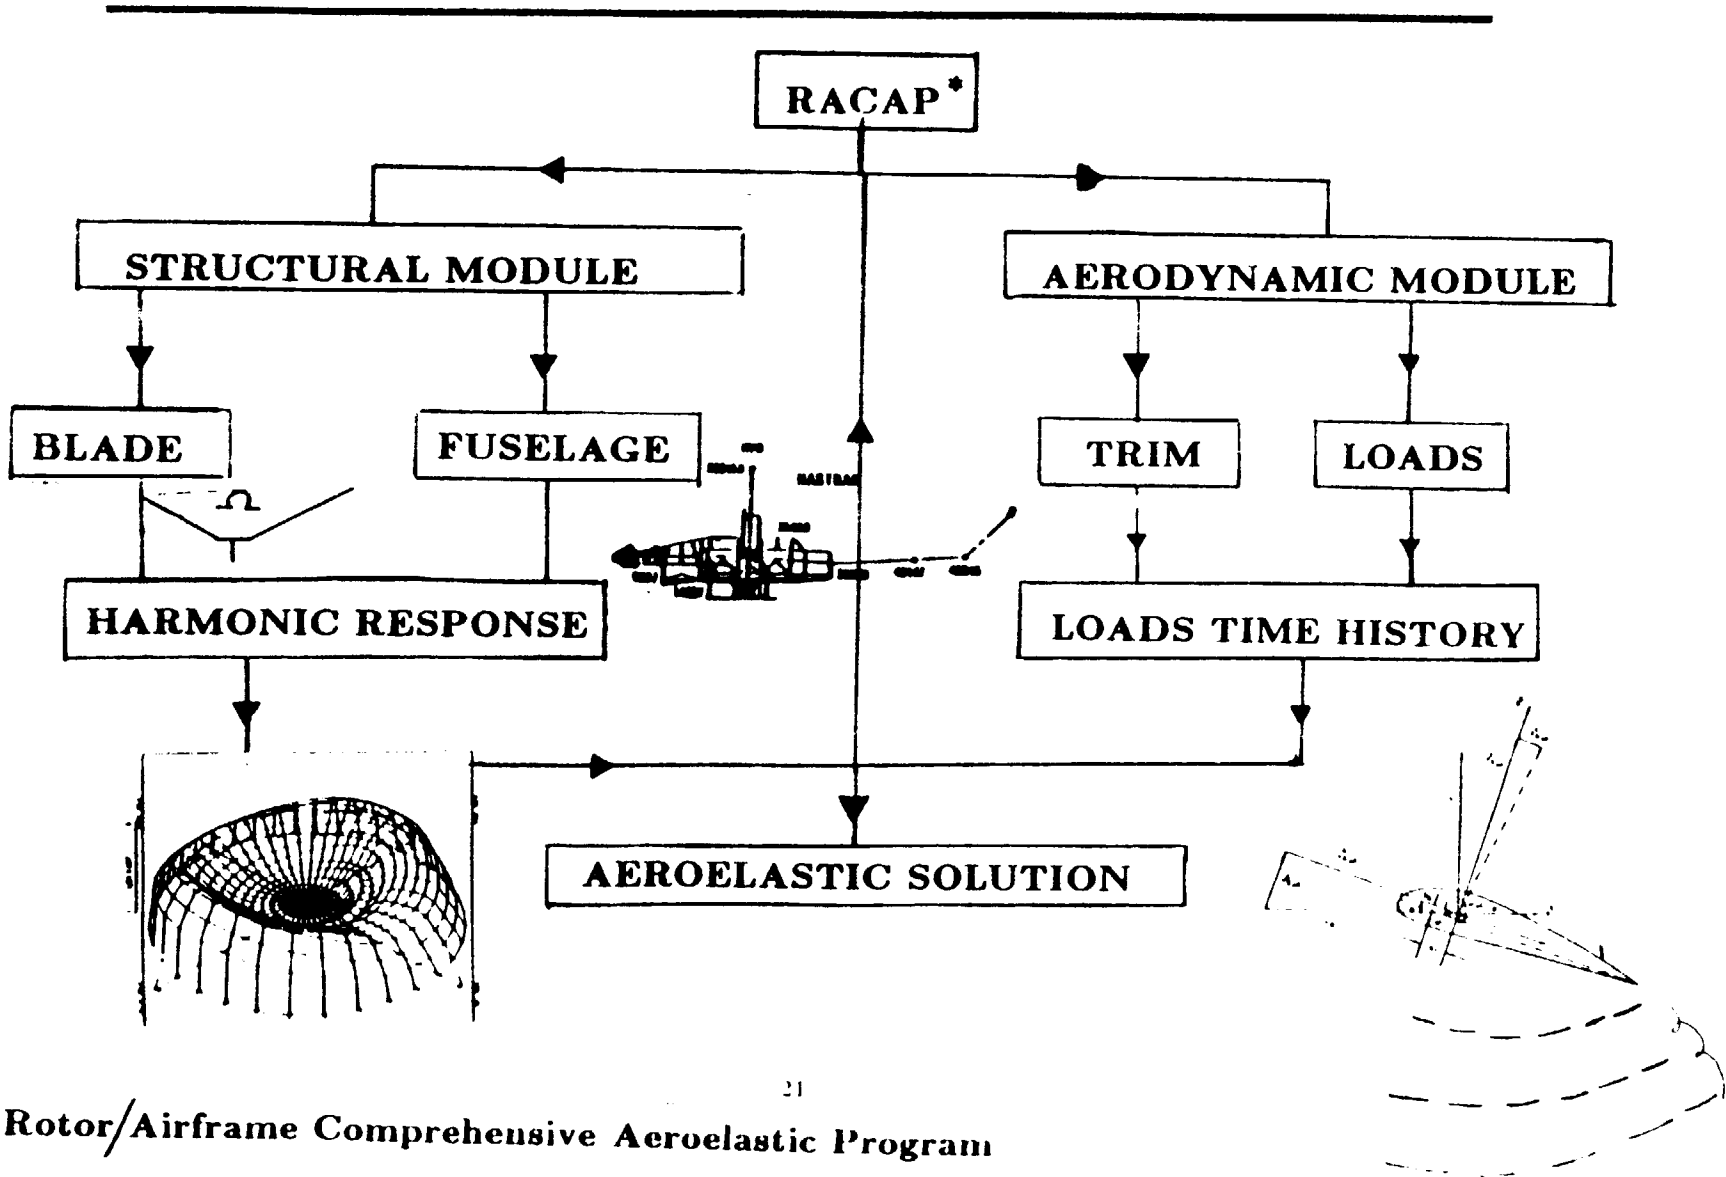 RACAP*
STRUCTURAL MODULE
AERODYNAMIC MODULE
BLADE
FUSELAGE
TRIM
LOADS
NASTRAN
Ω
HARMONIC RESPONSE
LOADS TIME HISTORY
AEROELASTIC SOLUTION
21
Rotor/Airframe Comprehensive Aeroelastic Program